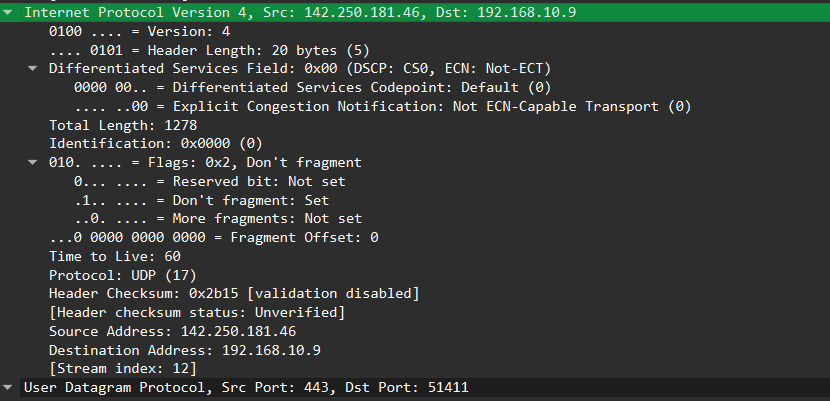 Internet Protocol Version 4, Src: 142.250.181.46, Dst: 192.168.10.9
0100 .... = Version: 4
.... 0101 = Header Length: 20 bytes (5)
Differentiated Services Field: 0x00 (DSCP: CS0, ECN: Not-ECT)
0000 00.. = Differentiated Services Codepoint: Default (0)
.... ..00 = Explicit Congestion Notification: Not ECN-Capable Transport (0)
Total Length: 1278
Identification: 0x0000 (0)
010. .... = Flags: 0x2, Don't fragment
0... .... = Reserved bit: Not set
.1.. .... = Don't fragment: Set
..0. .... = More fragments: Not set
...0 0000 0000 0000 = Fragment Offset: 0
Time to Live: 60
Protocol: UDP (17)
Header Checksum: 0x2b15 [validation disabled]
[Header checksum status: Unverified]
Source Address: 142.250.181.46
Destination Address: 192.168.10.9
[Stream index: 12]
User Datagram Protocol, Src Port: 443, Dst Port: 51411